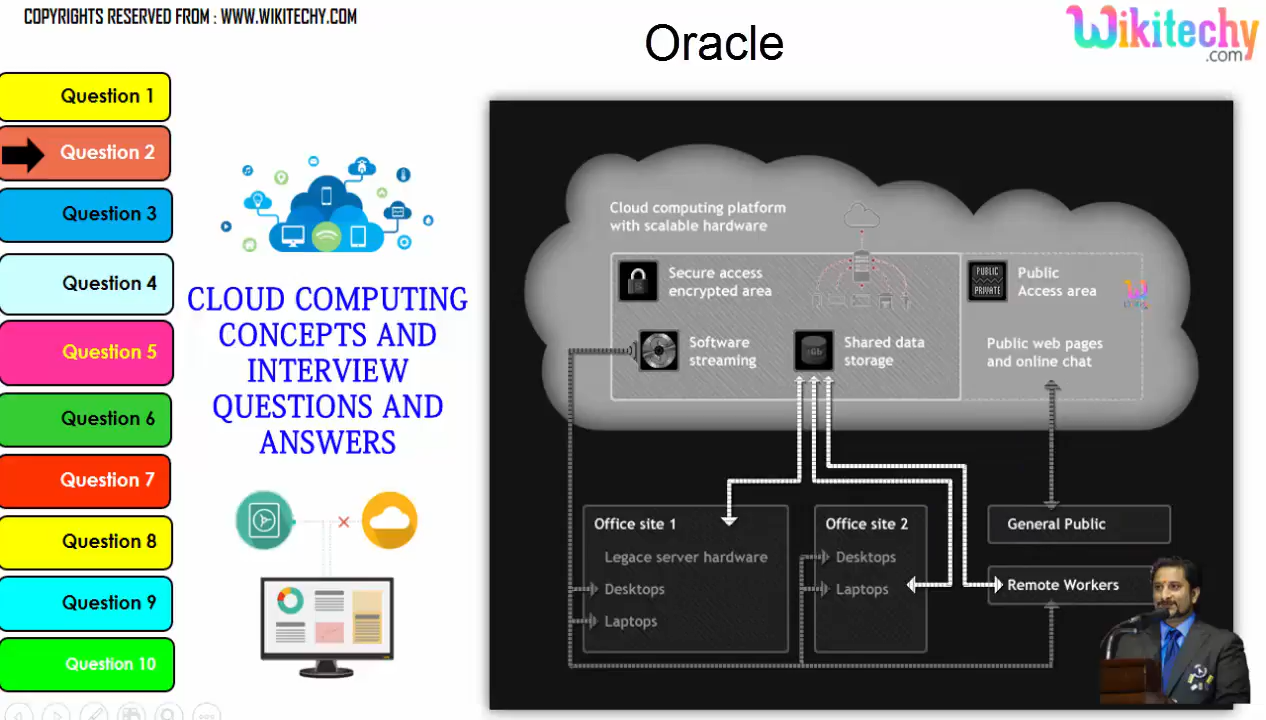 COPYRIGHTS RESERVED FROM : WWW.WIKITECHY.COM
Oracle
Wikitechy
.com
Question 1
Question 2
Question 3
Question 4
Question 5
Question 6
Question 7
Question 8
Question 9
Question 10
CLOUD COMPUTING
CONCEPTS AND
INTERVIEW
QUESTIONS AND
ANSWERS
Cloud computing platform
with scalable hardware
Secure access
encrypted area
PUBLIC
PRIVATE
Public
Access area
Software
streaming
Shared data
storage
Public web pages
and online chat
Office site 1
Legace server hardware
Desktops
Laptops
Office site 2
Desktops
Laptops
General Public
Remote Workers